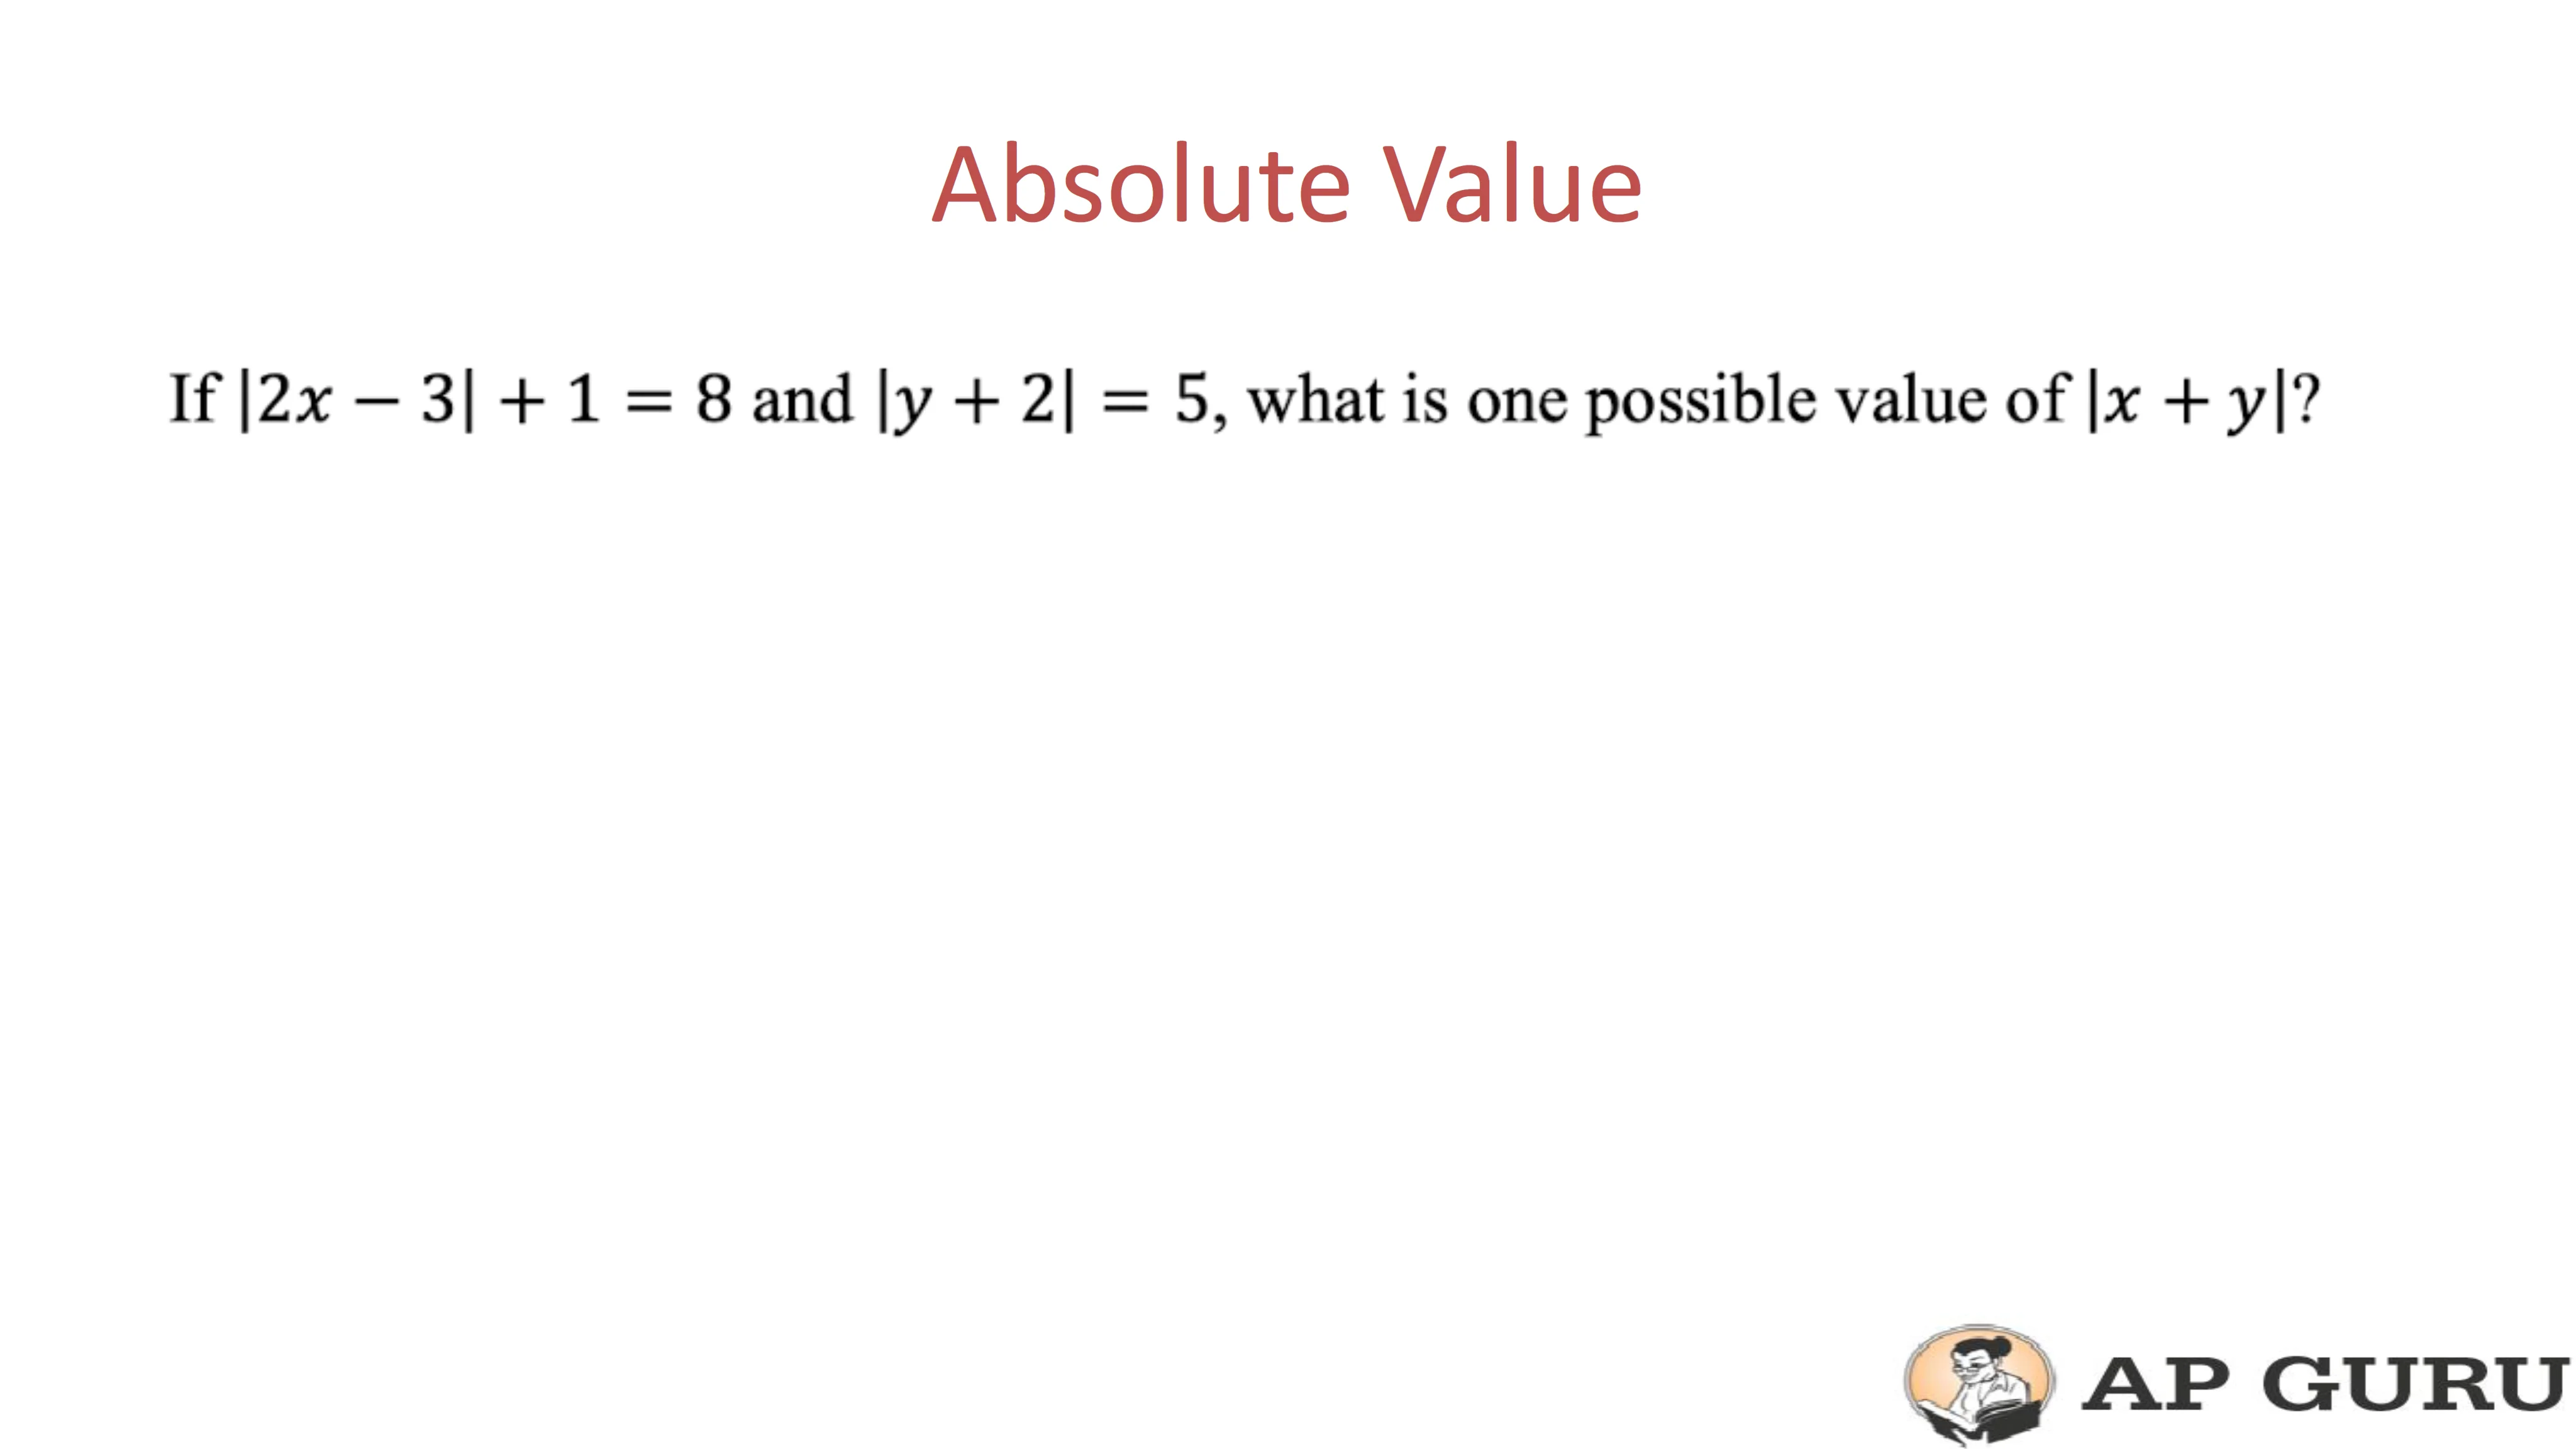 Absolute Value
If |2x − 3| + 1 = 8 and |y + 2| = 5, what is one possible value of |x + y|?
AP GURU